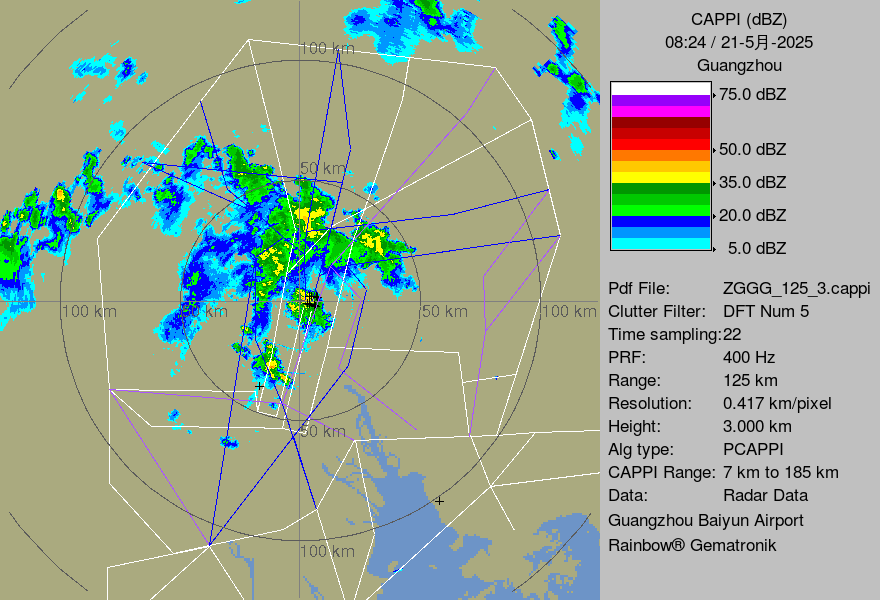 CAPPI (dBZ)
08:24 / 21-5月-2025
Guangzhou
75.0 dBZ
50.0 dBZ
35.0 dBZ
20.0 dBZ
5.0 dBZ
Pdf File: ZGGG_125_3.cappi
Clutter Filter: DFT Num 5
Time sampling:22
PRF: 400 Hz
Range: 125 km
Resolution: 0.417 km/pixel
Height: 3.000 km
Alg type: PCAPPI
CAPPI Range: 7 km to 185 km
Data: Radar Data
Guangzhou Baiyun Airport
Rainbow® Gematronik
100 km
50 km
100 km
50 km
50 km
100 km
50 km
100 km